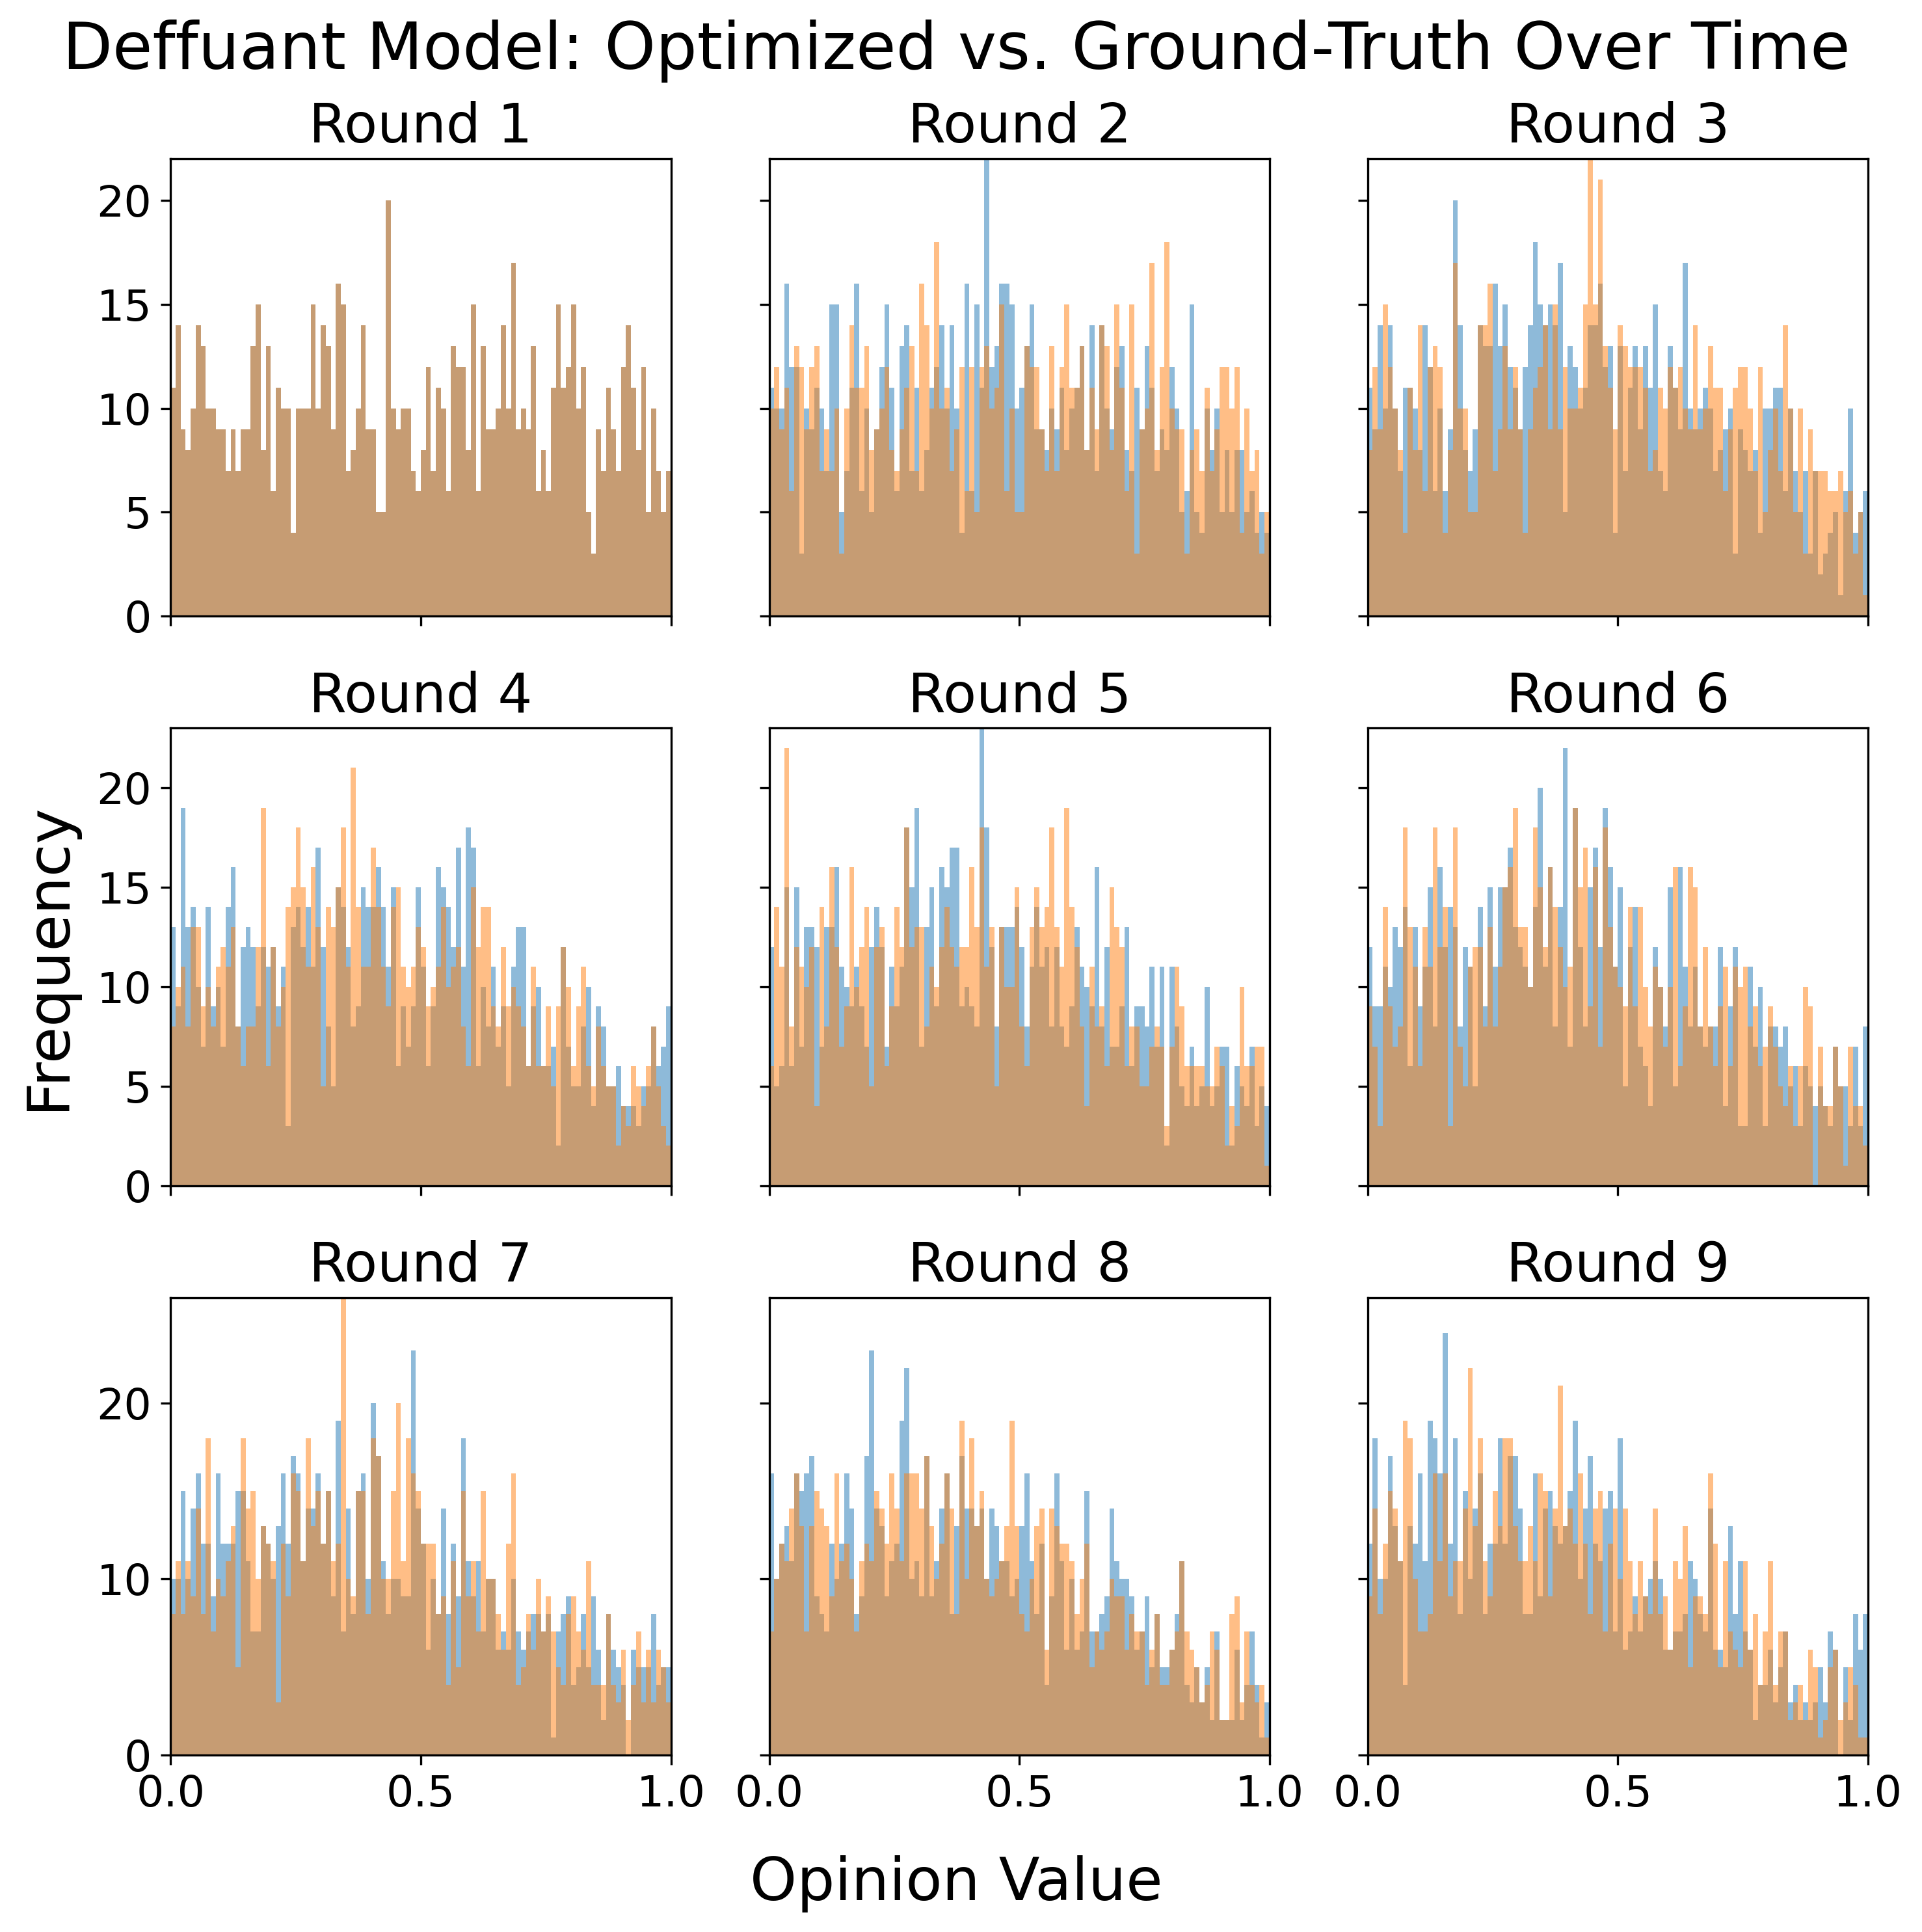 Deffuant Model: Optimized vs. Ground-Truth Over Time
Round 1
Round 2
Round 3
20
15
10
5
0
Round 4
Round 5
Round 6
20
15
10
5
0
Frequency
Round 7
Round 8
Round 9
20
10
0
0.0 0.5 1.0
0.0 0.5 1.0
0.0 0.5 1.0
Opinion Value